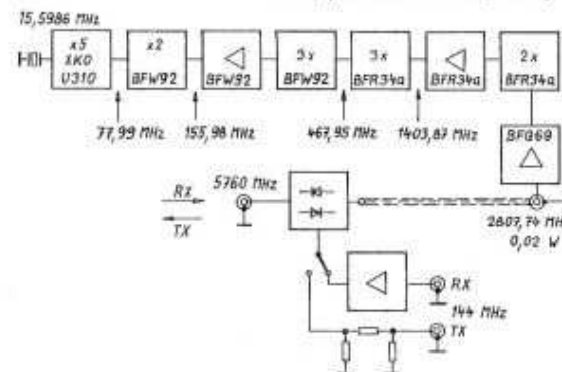 15,5986 MHz
x5
XKO
U310
x2
BFW92
BFW92
3x
BFW92
3x
BFR34a
BFR34a
2x
BFR34a
77,99 MHz
155,98 MHz
467,95 MHz
1403,87 MHz
BFG69
RX
TX
5760 MHz
2807,74 MHz
0,02 W
RX
144 MHz
TX